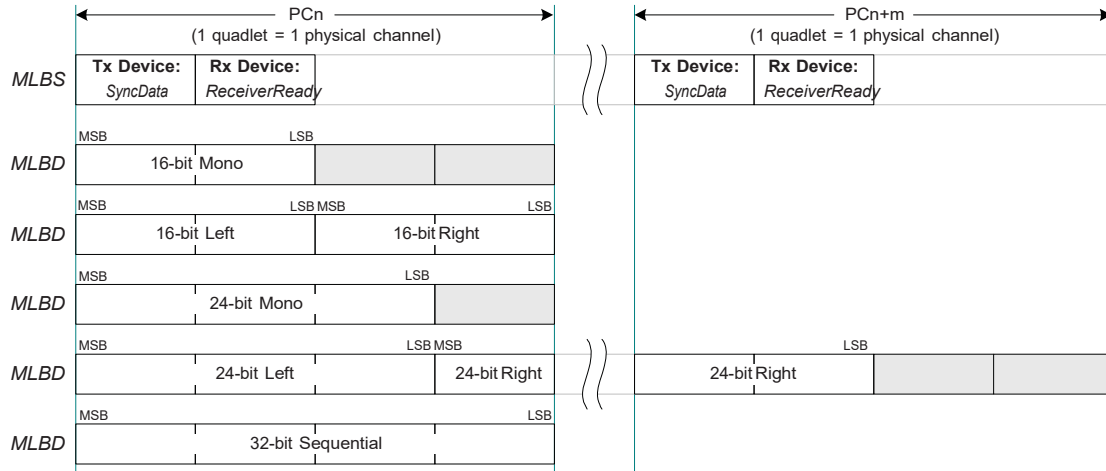 PCn PCn+m
(1 quadlet = 1 physical channel) (1 quadlet = 1 physical channel)
MLBS Tx Device: Rx Device: Tx Device: Rx Device:
SyncData ReceiverReady SyncData ReceiverReady
MSB LSB
MLBD 16-bit Mono
MSB LSB MSB LSB
MLBD 16-bit Left 16-bit Right
MSB LSB
MLBD 24-bit Mono
MSB LSB MSB LSB
MLBD 24-bit Left 24-bit Right 24-bit Right
MSB LSB
MLBD 32-bit Sequential